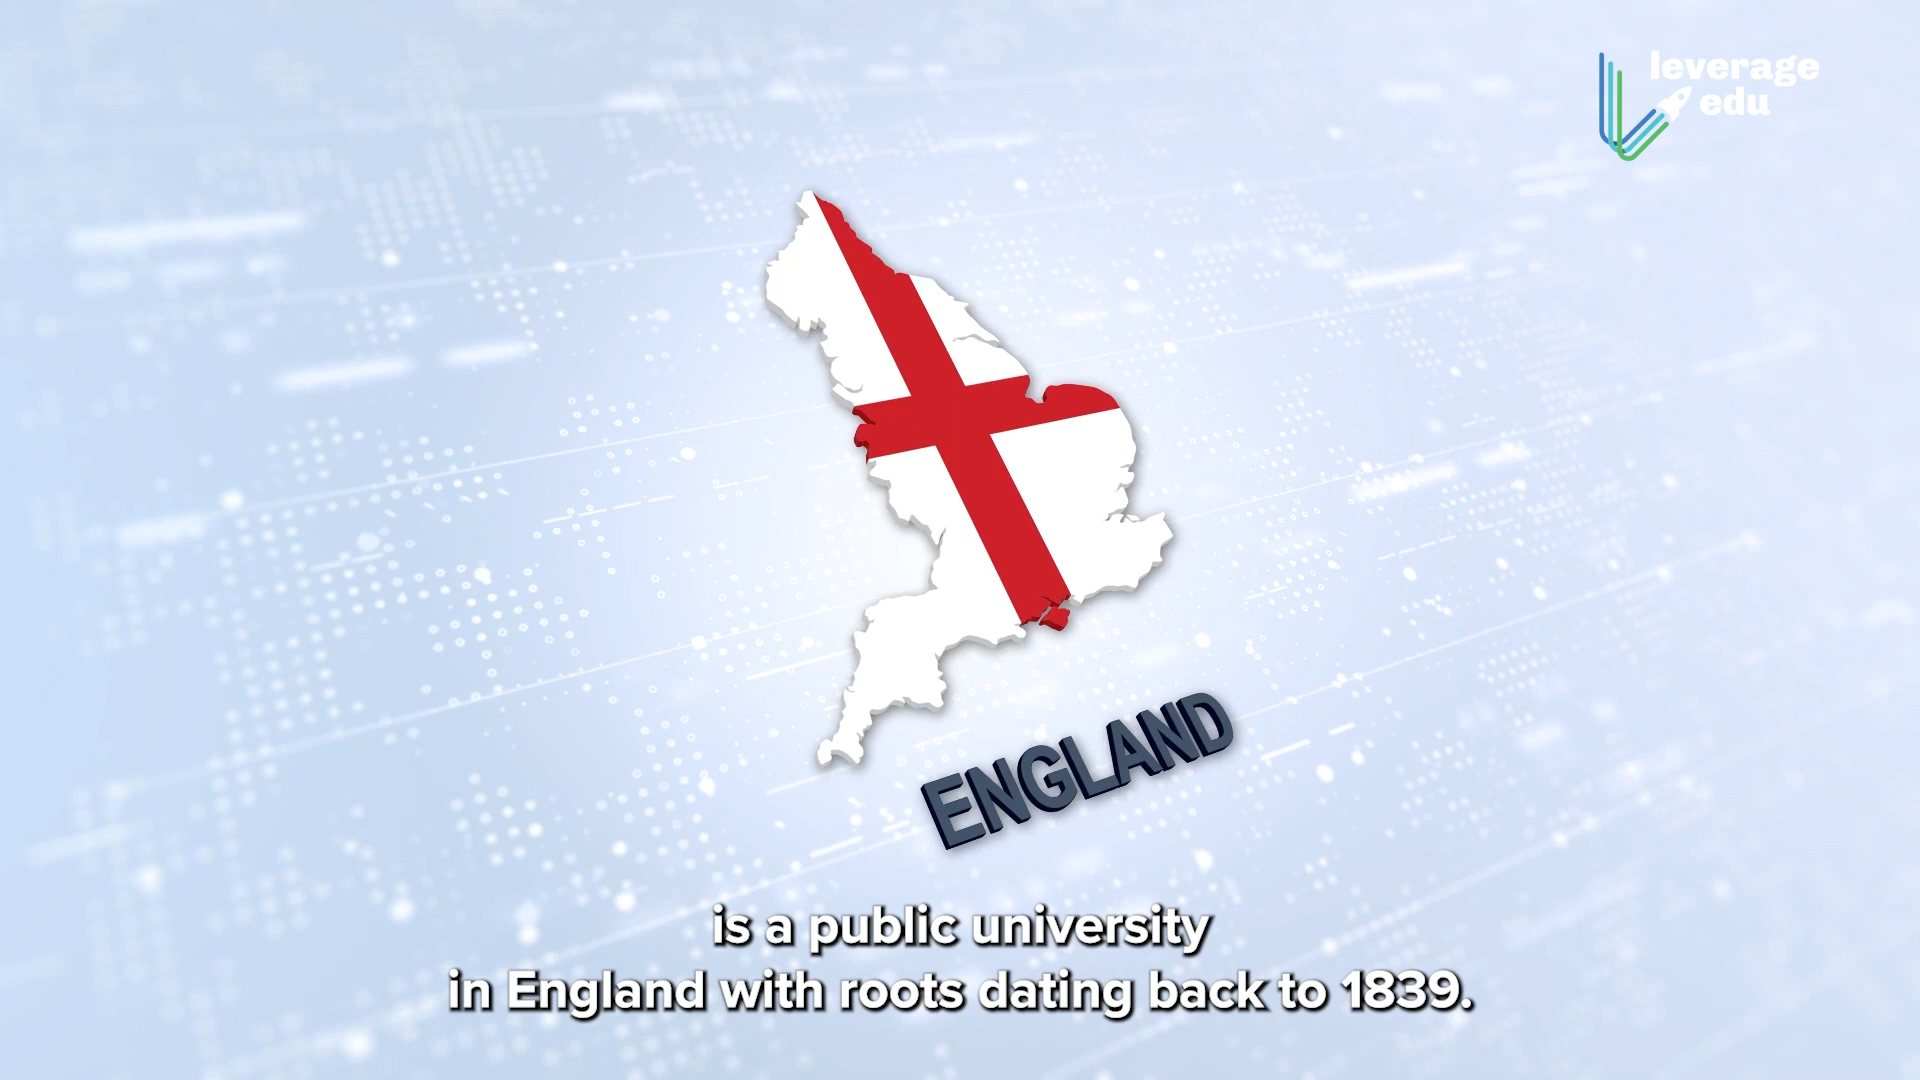 leverage
edu
ENGLAND
is a public university
in England with roots dating back to 1839.